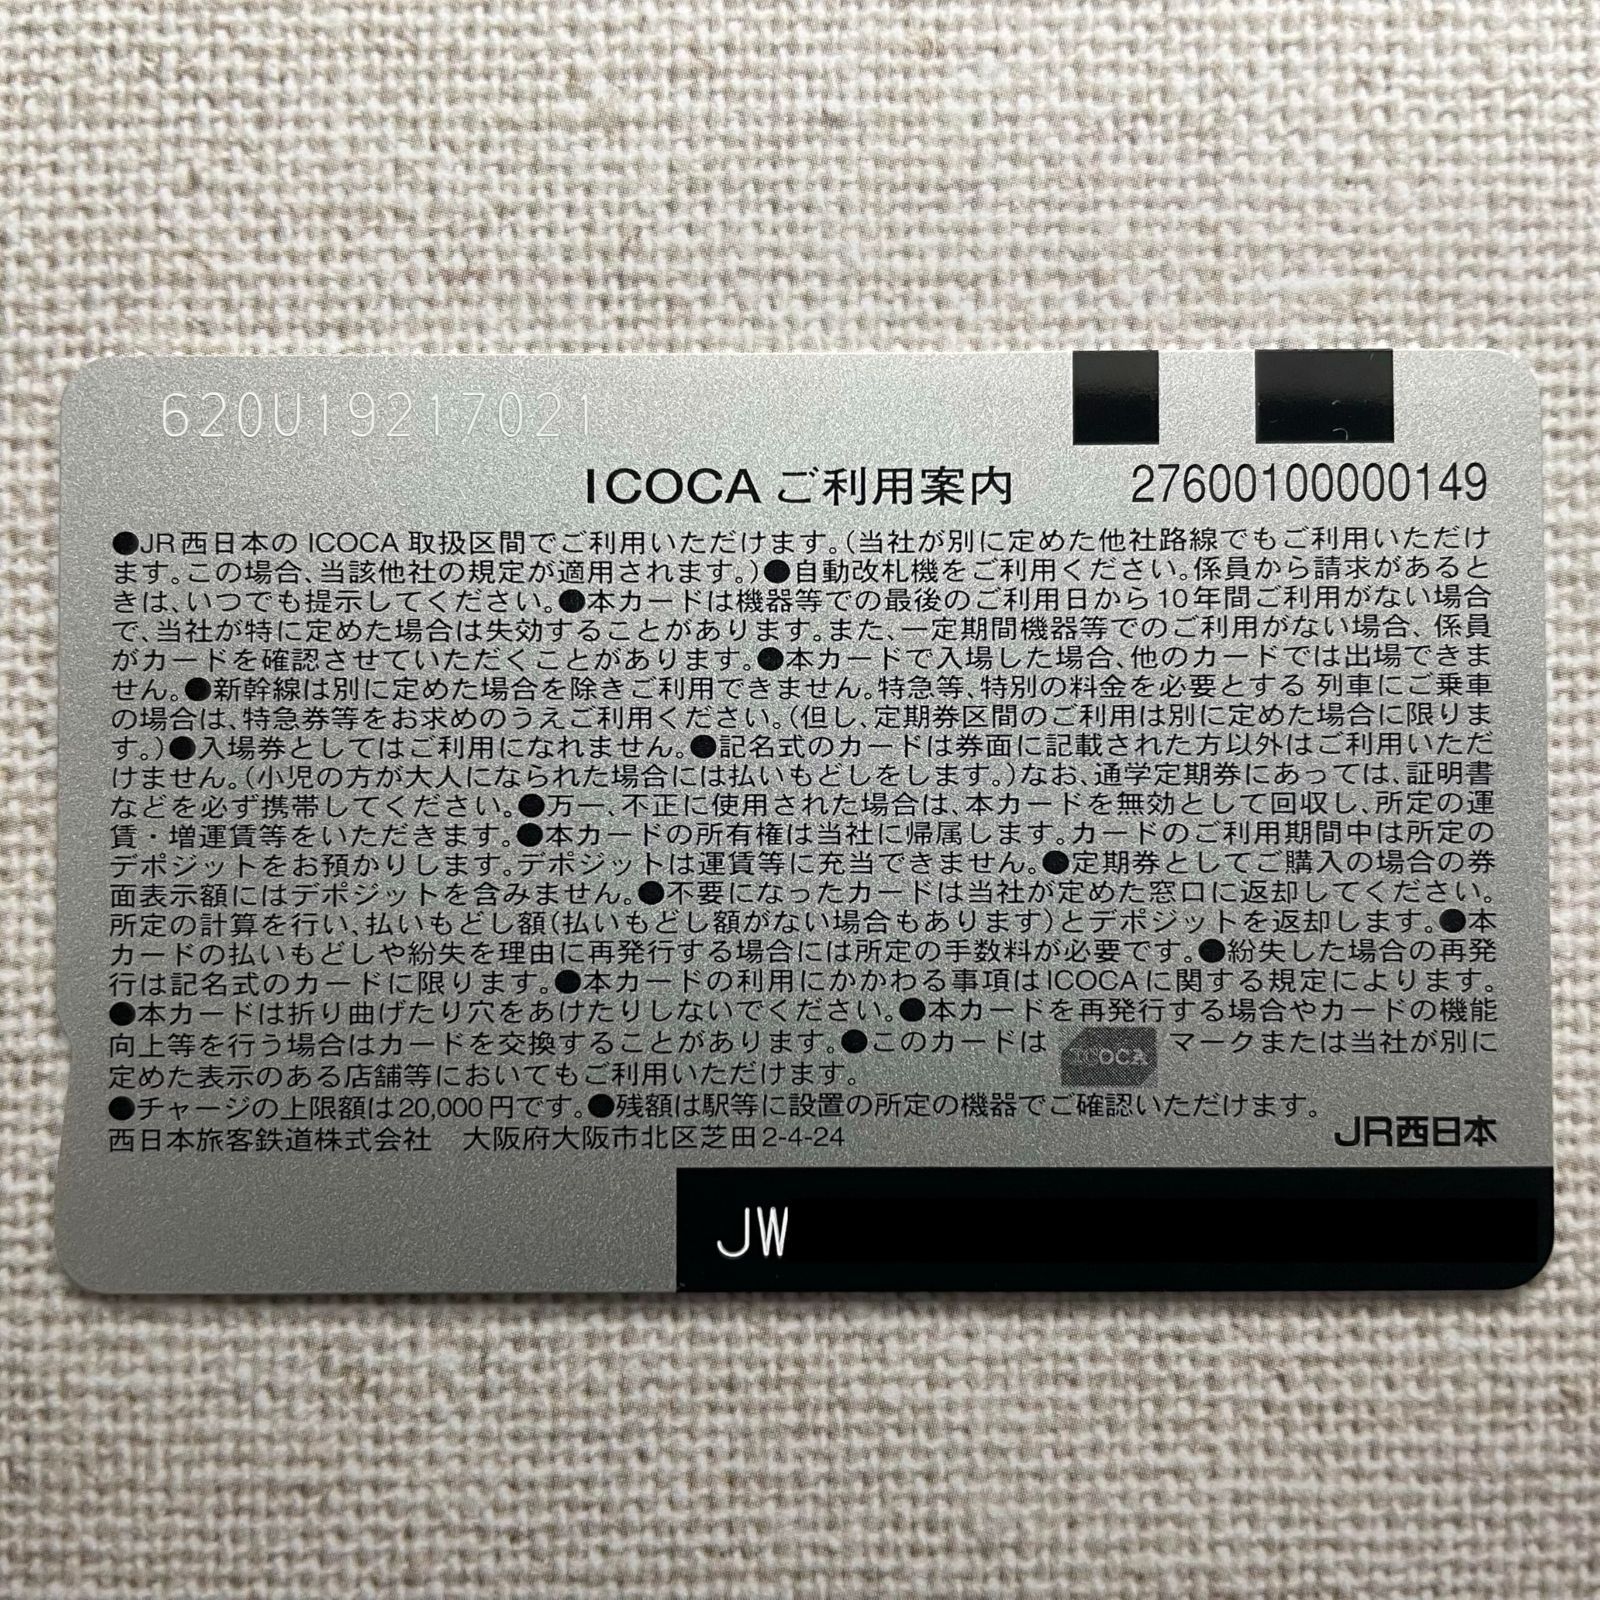 620U19217021
ICOCA ご利用案内 27600100000149
●JR西日本の ICOCA 取扱区間でご利用いただけます。(当社が別に定めた他社路線でもご利用いただけ
ます。この場合、当該他社の規定が適用されます。)●自動改札機をご利用ください。係員から請求があると
きは、いつでも提示してください。●本カードは機器等での最後のご利用日から10年間ご利用がない場合
で、当社が特に定めた場合は失効することがあります。また、一定期間機器等でのご利用がない場合、係員
がカードを確認させていただくことがあります。●本カードで入場した場合、他のカードでは出場できま
せん。●新幹線は別に定めた場合を除きご利用できません。特急等、特別の料金を必要とする 列車にご乗車
の場合は、特急券等をお求めのうえご利用ください。(但し、定期券区間のご利用は別に定めた場合に限りま
す。)●入場券としてはご利用になれません。●記名式のカードは券面に記載された方以外はご利用いただ
けません。(小児の方が大人になられた場合には払いもどしをします。)なお、通学定期券にあっては、証明書
などを必ず携帯してください。●万一、不正に使用された場合は、本カードを無効として回収し、所定の運
賃・増運賃等をいただきます。●本カードの所有権は当社に帰属します。カードのご利用期間中は所定の
デポジットをお預かりします。デポジットは運賃等に充当できません。●定期券としてご購入の場合の券
面表示額にはデポジットを含みません。●不要になったカードは当社が定めた窓口に返却してください。
所定の計算を行い、払いもどし額(払いもどし額がない場合もあります)とデポジットを返却します。●本
カードの払いもどしや紛失を理由に再発行する場合には所定の手数料が必要です。●紛失した場合の再発
行は記名式のカードに限ります。●本カードの利用にかかわる事項はICOCAに関する規定によります。
●本カードは折り曲げたり穴をあけたりしないでください。●本カードを再発行する場合やカードの機能
向上等を行う場合はカードを交換することがあります。●このカードは ICOCA マークまたは当社が別に
定めた表示のある店舗等においてもご利用いただけます。
●チャージの上限額は20,000円です。●残額は駅等に設置の所定の機器でご確認いただけます。
西日本旅客鉄道株式会社 大阪府大阪市北区芝田2-4-24
JR西日本
JW